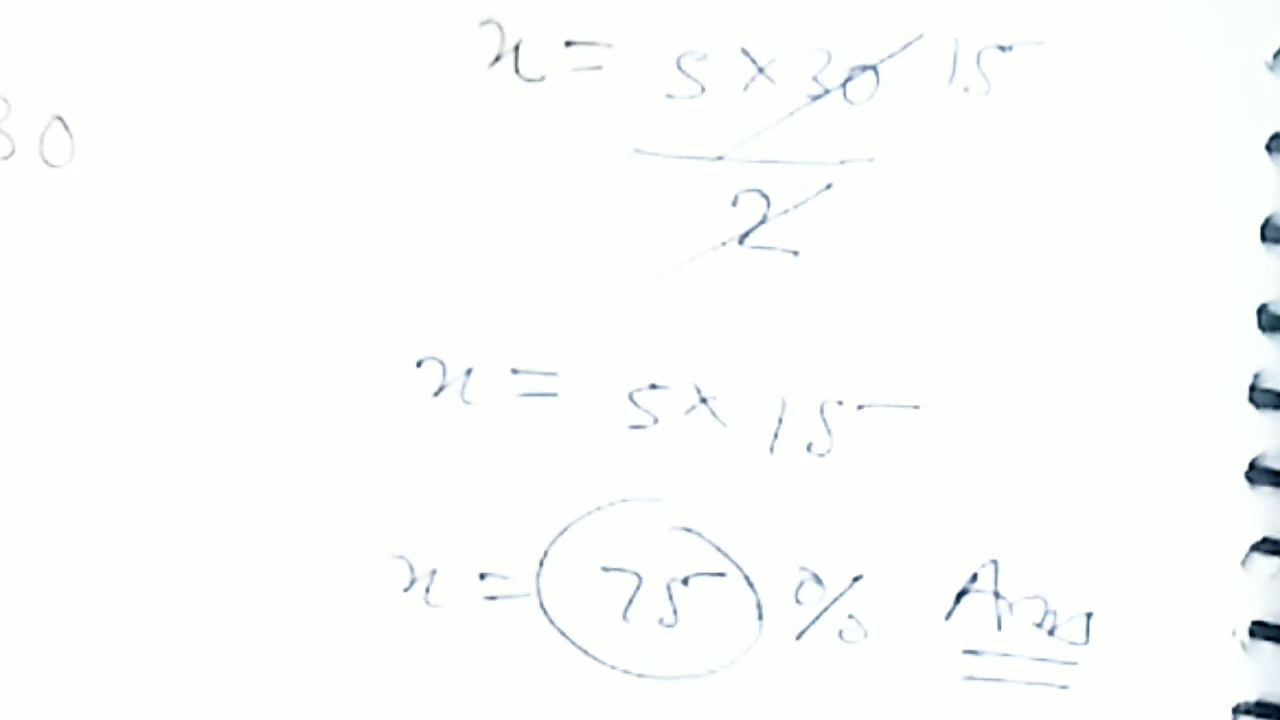 x = 5 × 30 15
2
30
x = 5 × 15
x = 75 % Ans